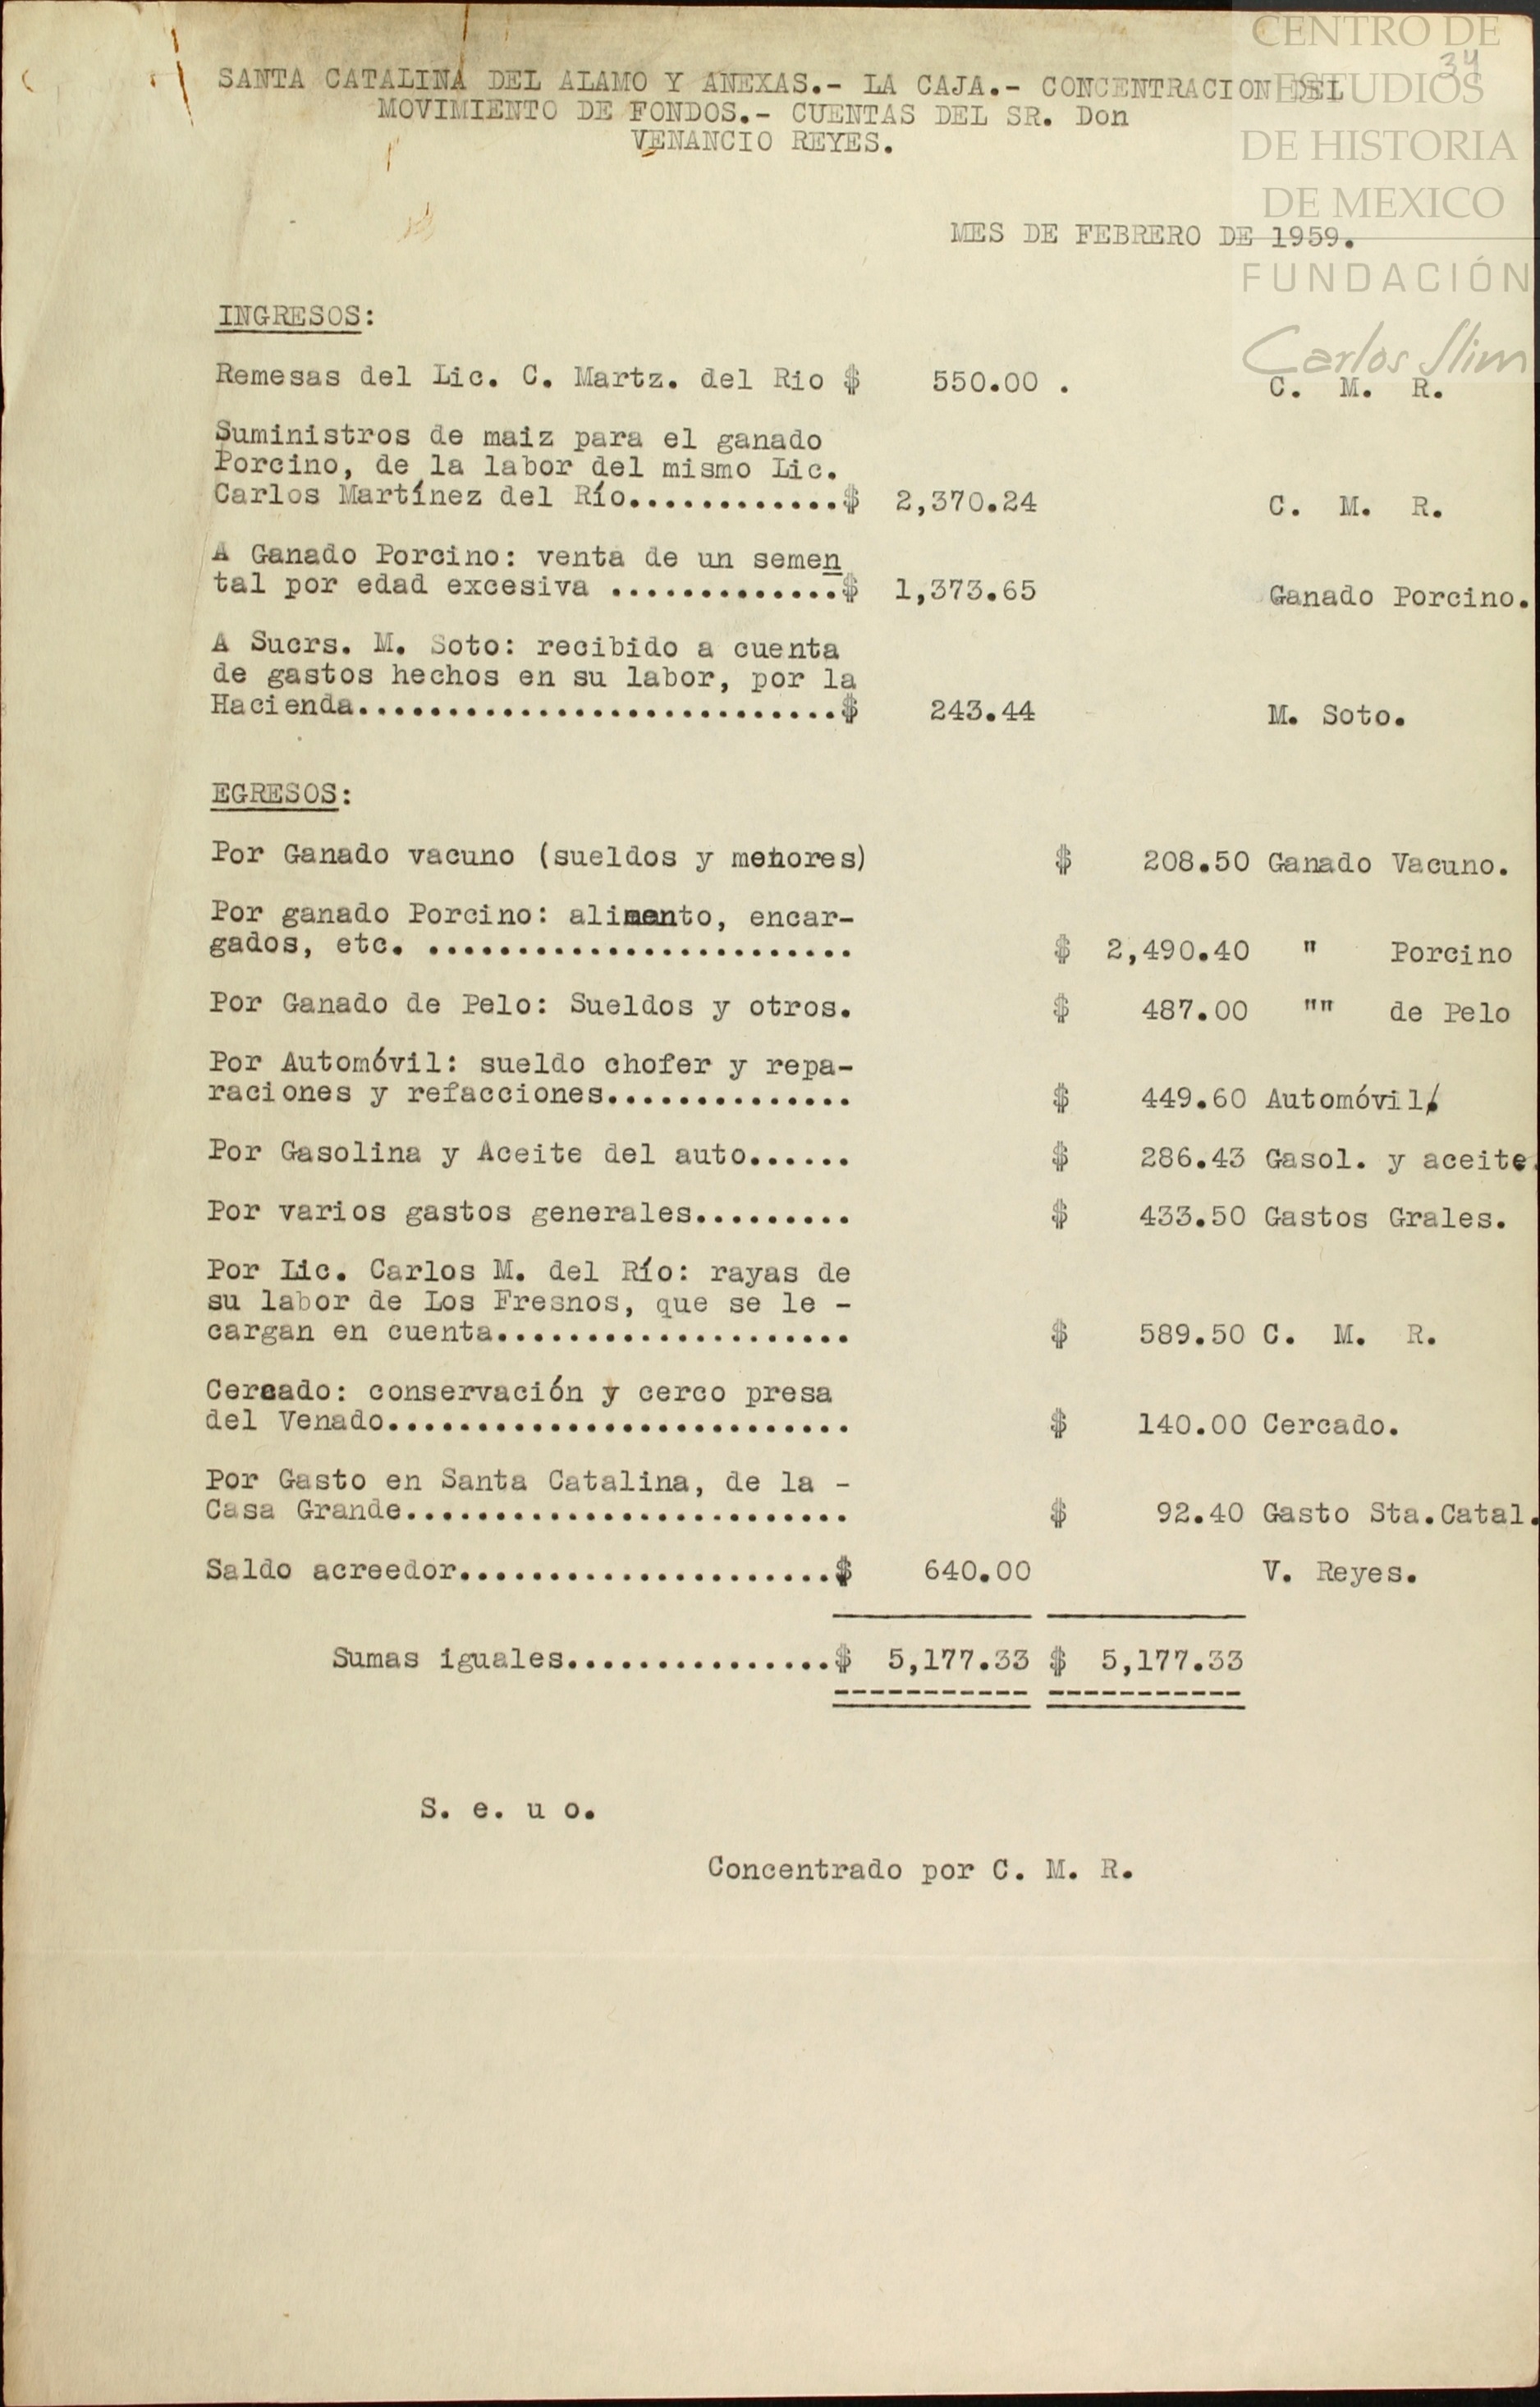 CENTRO DE
ESTUDIOS
DE HISTORIA
DE MEXICO
FUNDACIÓN
Carlos Slim
34
SANTA CATALINA DEL ALAMO Y ANEXAS.- LA CAJA.- CONCENTRACION DEL
MOVIMIENTO DE FONDOS.- CUENTAS DEL SR. Don
VENANCIO REYES.
MES DE FEBRERO DE 1959.
INGRESOS:
Remesas del Lic. C. Martz. del Rio $ 550.00 . C. M. R.
Suministros de maiz para el ganado
Porcino, de la labor del mismo Lic.
Carlos Martínez del Río............$ 2,370.24 C. M. R.
A Ganado Porcino: venta de un semen
tal por edad excesiva .............$ 1,373.65 Ganado Porcino.
A Sucrs. M. Soto: recibido a cuenta
de gastos hechos en su labor, por la
Hacienda...........................$ 243.44 M. Soto.
EGRESOS:
Por Ganado vacuno (sueldos y menores) $ 208.50 Ganado Vacuno.
Por ganado Porcino: alimento, encar-
gados, etc. ........................ $ 2,490.40 " Porcino
Por Ganado de Pelo: Sueldos y otros. $ 487.00 "" de Pelo
Por Automóvil: sueldo chofer y repa-
raciones y refacciones.............. $ 449.60 Automóvil.
Por Gasolina y Aceite del auto...... $ 286.43 Gasol. y aceite.
Por varios gastos generales......... $ 433.50 Gastos Grales.
Por Lic. Carlos M. del Río: rayas de
su labor de Los Fresnos, que se le -
cargan en cuenta.................... $ 589.50 C. M. R.
Cercado: conservación y cerco presa
del Venado.......................... $ 140.00 Cercado.
Por Gasto en Santa Catalina, de la -
Casa Grande......................... $ 92.40 Gasto Sta.Catal.
Saldo acreedor.....................$ 640.00 V. Reyes.
Sumas iguales...............$ 5,177.33 $ 5,177.33
S. e. u o.
Concentrado por C. M. R.